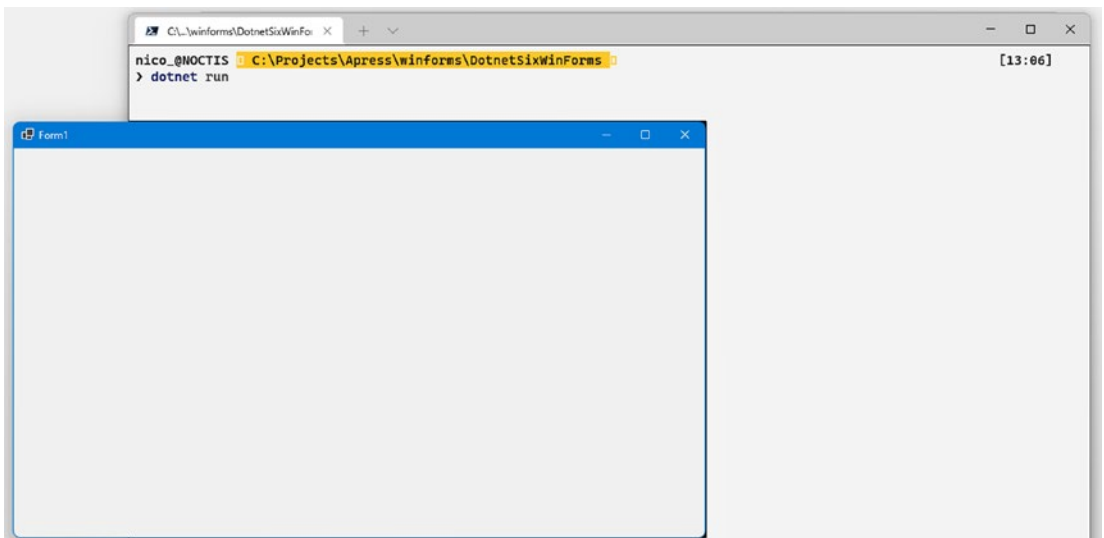 C:\...\winforms\DotnetSixWinFor
nico_@NOCTIS C:\Projects\Apress\winforms\DotnetSixWinForms [13:06]
❯ dotnet run
Form1